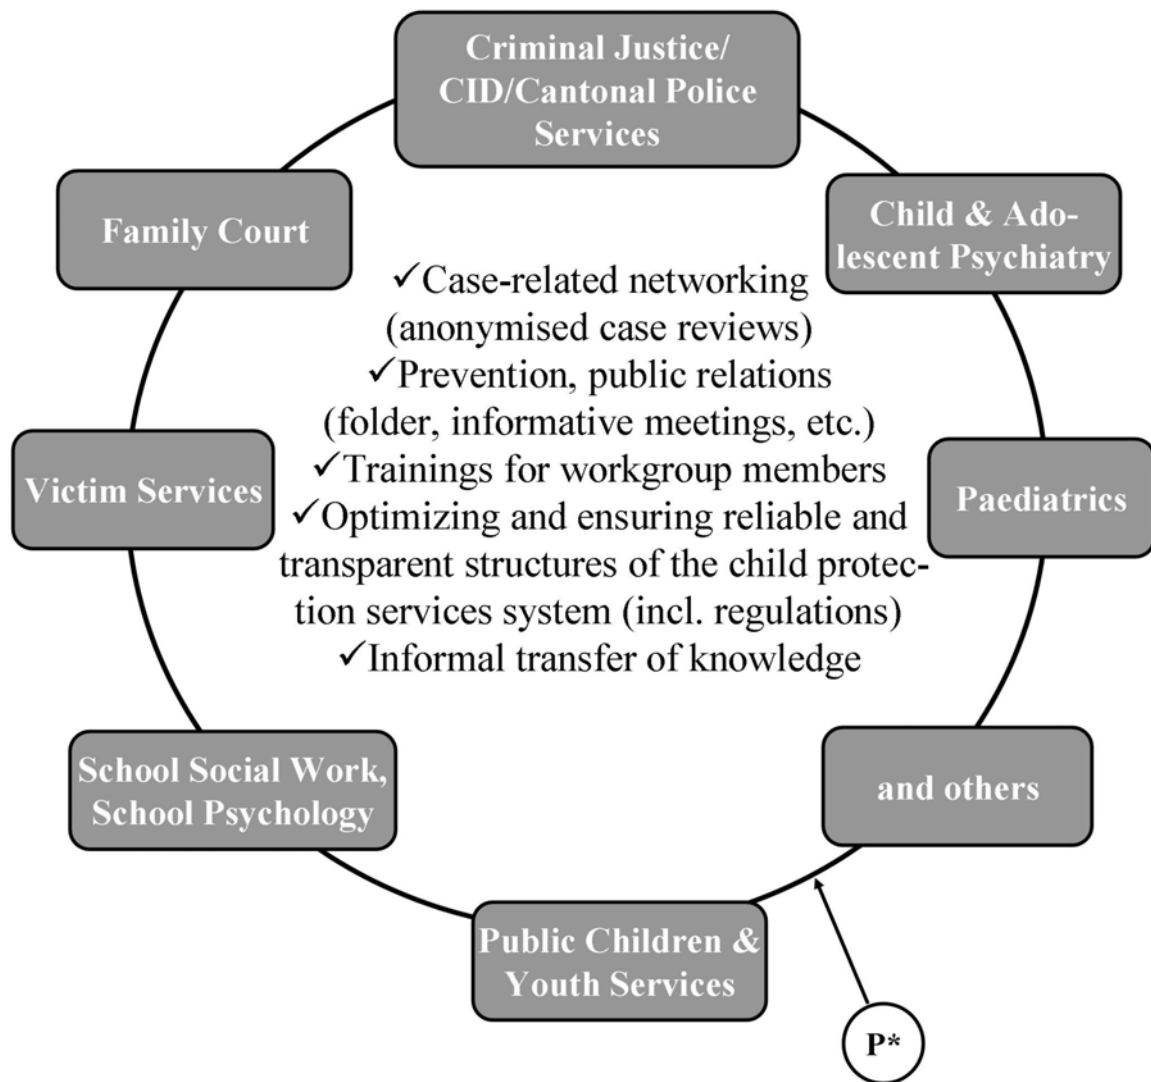 Criminal Justice/
CID/Cantonal Police
Services
Family Court
Child & Ado-
lescent Psychiatry
✓Case-related networking
(anonymised case reviews)
✓Prevention, public relations
(folder, informative meetings, etc.)
✓Trainings for workgroup members
✓Optimizing and ensuring reliable and
transparent structures of the child protec-
tion services system (incl. regulations)
✓Informal transfer of knowledge
Victim Services
Paediatrics
School Social Work,
School Psychology
and others
Public Children &
Youth Services
P*